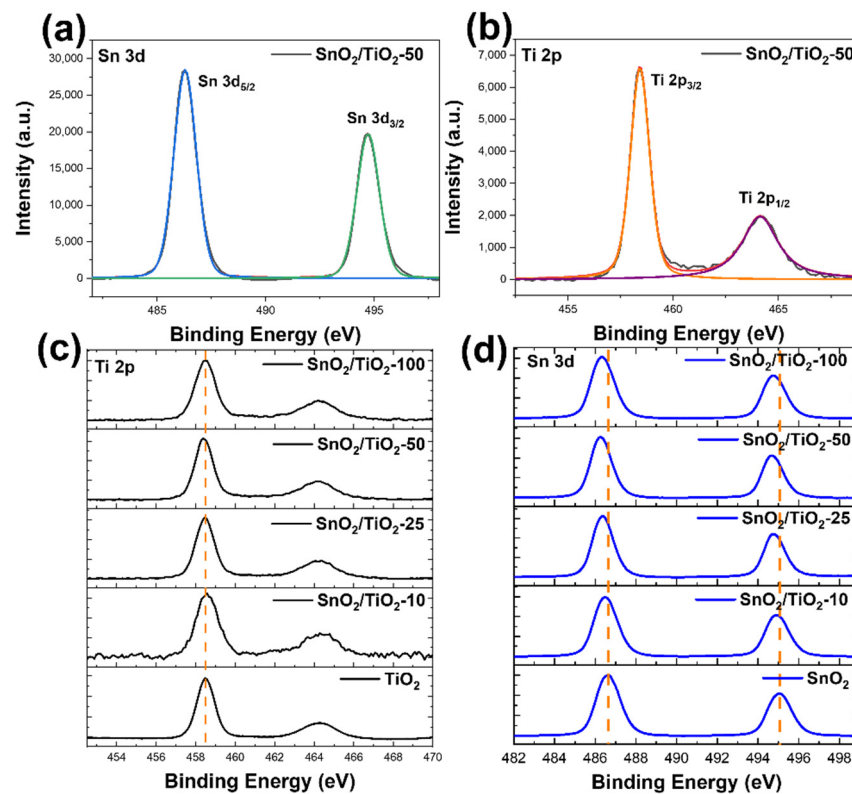 (a)
Sn 3d
SnO₂/TiO₂-50
30,000
25,000
20,000
15,000
10,000
5,000
0
Sn 3d₅/₂
Sn 3d₃/₂
Intensity (a.u.)
485
490
495
Binding Energy (eV)
(b)
Ti 2p
SnO₂/TiO₂-50
7,000
6,000
5,000
4,000
3,000
2,000
1,000
0
Ti 2p₃/₂
Ti 2p₁/₂
Intensity (a.u.)
455
460
465
Binding Energy (eV)
(c)
Ti 2p
SnO₂/TiO₂-100
SnO₂/TiO₂-50
SnO₂/TiO₂-25
SnO₂/TiO₂-10
TiO₂
454 456 458 460 462 464 466 468 470
Binding Energy (eV)
(d)
Sn 3d
SnO₂/TiO₂-100
SnO₂/TiO₂-50
SnO₂/TiO₂-25
SnO₂/TiO₂-10
SnO₂
482 484 486 488 490 492 494 496 498
Binding Energy (eV)